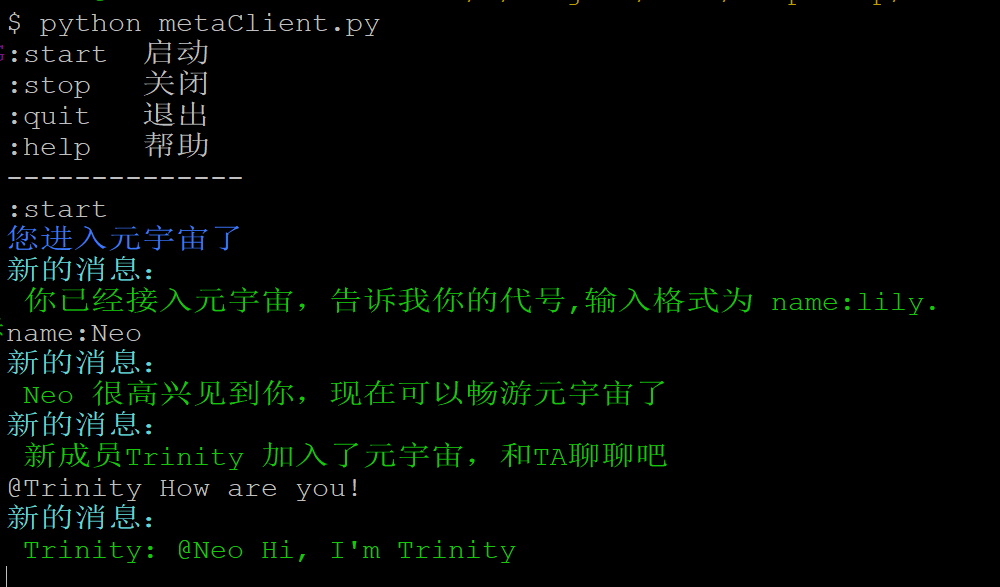 $ python metaClient.py
:start 启动
:stop 关闭
:quit 退出
:help 帮助
--------------
:start
您进入元宇宙了
新的消息:
你已经接入元宇宙，告诉我你的代号,输入格式为 name:lily.
name:Neo
新的消息:
Neo 很高兴见到你，现在可以畅游元宇宙了
新的消息:
新成员Trinity 加入了元宇宙，和TA聊聊吧
@Trinity How are you!
新的消息:
Trinity: @Neo Hi, I'm Trinity